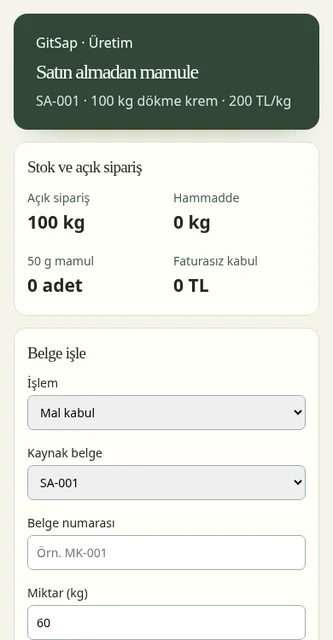 GitSap · Üretim
Satın almadan mamule
SA-001 · 100 kg dökme krem · 200 TL/kg
Stok ve açık sipariş
Açık sipariş
Hammadde
100 kg
0 kg
50 g mamul
Faturasız kabul
0 adet
0 TL
Belge işle
İşlem
Mal kabul
Kaynak belge
SA-001
Belge numarası
Örn. MK-001
Miktar (kg)
60